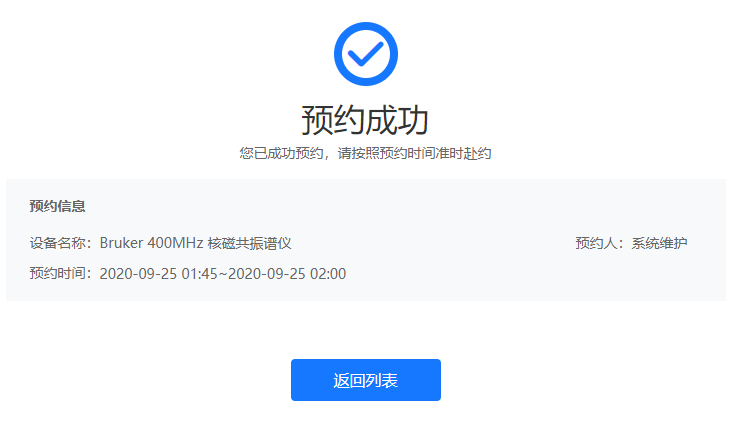 预约成功
您已成功预约，请按照预约时间准时赴约
预约信息
设备名称：Bruker 400MHz 核磁共振谱仪 预约人：系统维护
预约时间：2020-09-25 01:45~2020-09-25 02:00
返回列表